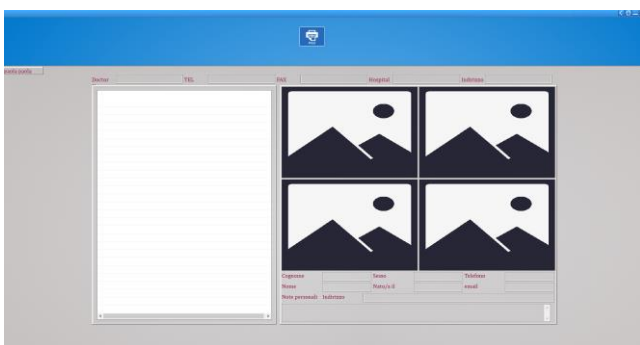 Doctor TEL FAX Hospital Indirizzo
Cognome Sesso Telefono
Nome Nato/a il email
Note personali Indirizzo